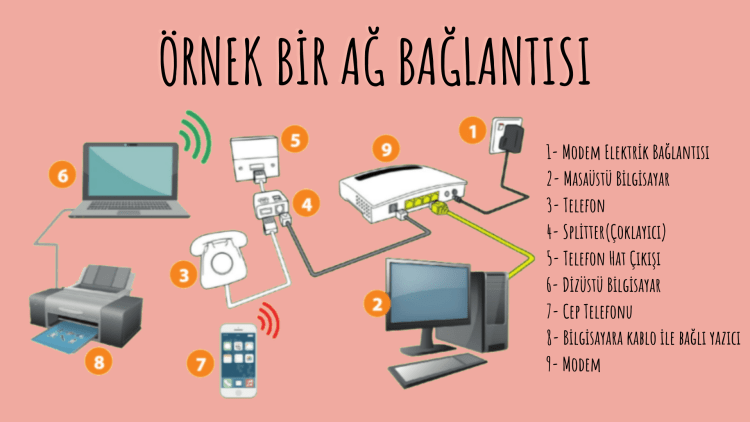 ÖRNEK BİR AĞ BAĞLANTISI
1
5
9
6
4
3
2
7
8
1- Modem Elektrik Bağlantısı
2- Masaüstü Bilgisayar
3- Telefon
4- Splitter(Çoklayıcı)
5- Telefon Hat Çıkışı
6- Dizüstü Bilgisayar
7- Cep Telefonu
8- Bilgisayara kablo ile bağlı yazıcı
9- Modem